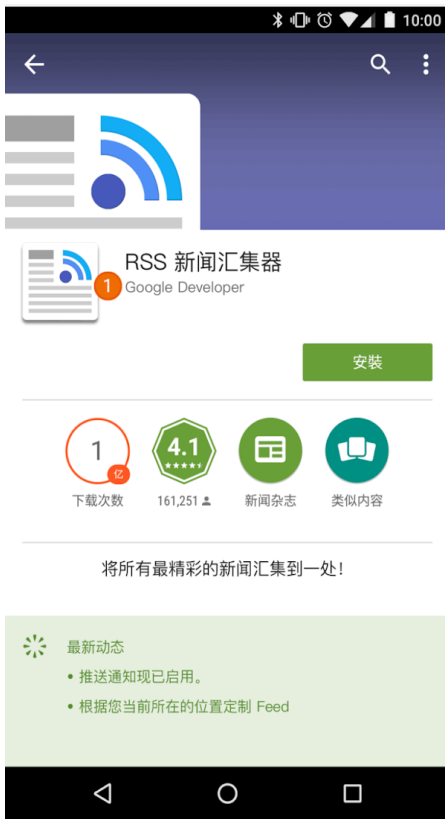 10:00
RSS 新闻汇集器
1
Google Developer
安裝
1
亿
4.1
下载次数
161,251
新闻杂志
类似内容
将所有最精彩的新闻汇集到一处！
最新动态
• 推送通知现已启用。
• 根据您当前所在的位置定制 Feed